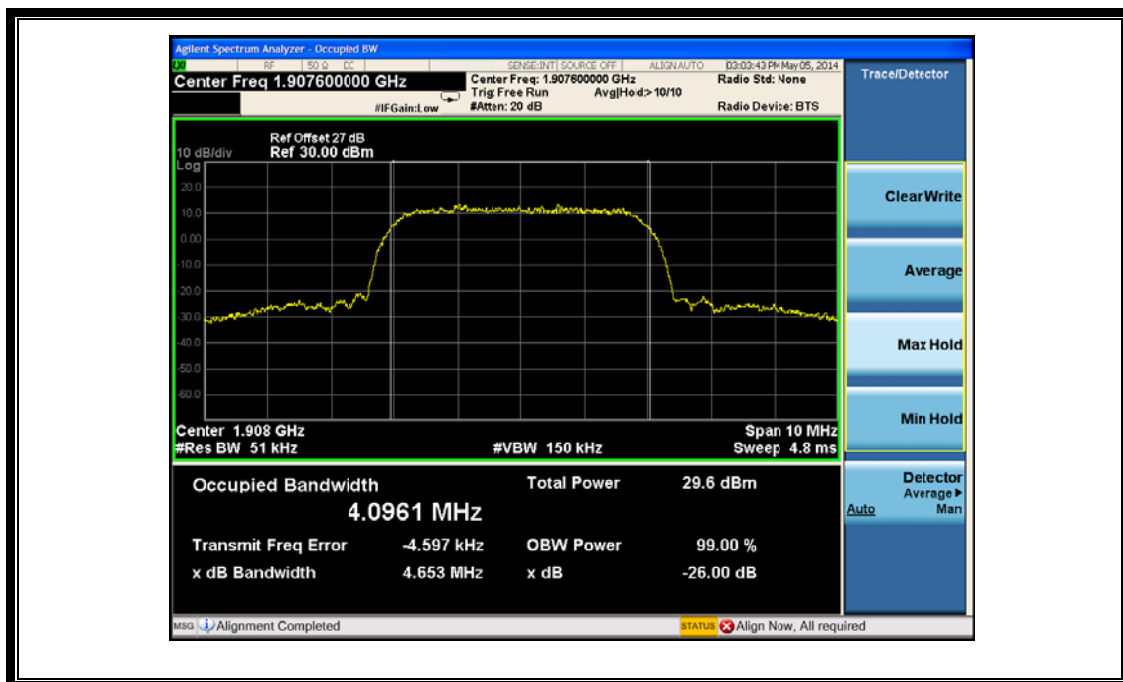 Agilent Spectrum Analyzer - Occupied BW
LXI RF 50 Ω DC SENSE:INT SOURCE OFF ALIGNAUTO 03:03:43 PM May 05, 2014
Center Freq 1.907600000 GHz
Center Freq: 1.907600000 GHz
Radio Std: None
Trig: Free Run Avg|Hold:> 10/10
#IFGain:Low
#Atten: 20 dB
Radio Device: BTS
Trace/Detector
Ref Offset 27 dB
10 dB/div Ref 30.00 dBm
Log
20.0
10.0
0.00
-10.0
-20.0
-30.0
-40.0
-50.0
-60.0
Center 1.908 GHz
Span 10 MHz
#Res BW 51 kHz
#VBW 150 kHz
Sweep 4.8 ms
Occupied Bandwidth
4.0961 MHz
Total Power 29.6 dBm
Transmit Freq Error -4.597 kHz
OBW Power 99.00 %
x dB Bandwidth 4.653 MHz
x dB -26.00 dB
Clear Write
Average
Max Hold
Min Hold
Detector
Average ▶
Auto Man
MSG Alignment Completed
STATUS Align Now, All required